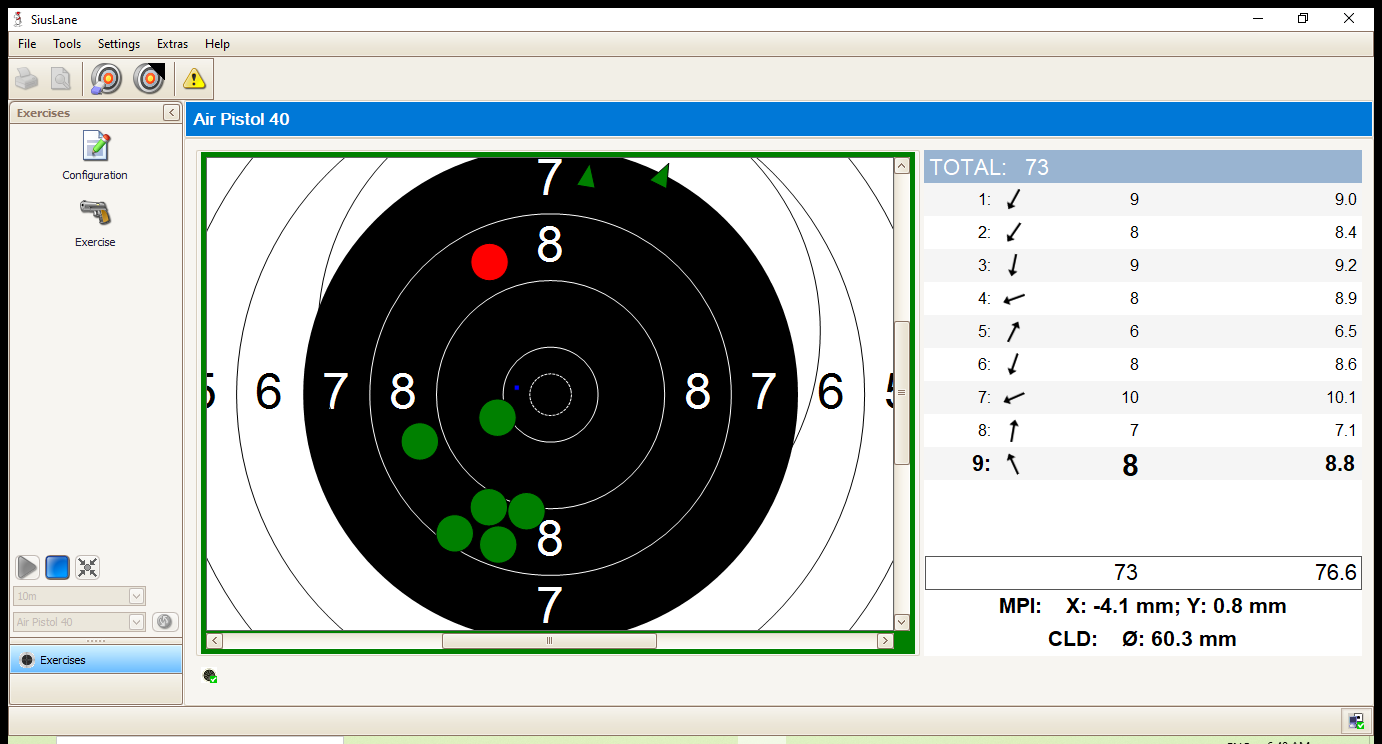 SiusLane
File Tools Settings Extras Help
Exercises
Configuration
Exercise
10m
Air Pistol 40
Exercises
Air Pistol 40
7
8
5 6 7 8 8 7 6 5
8
7
TOTAL: 73
1: 9 9.0
2: 8 8.4
3: 9 9.2
4: 8 8.9
5: 6 6.5
6: 8 8.6
7: 10 10.1
8: 7 7.1
9: 8 8.8
73 76.6
MPI: X: -4.1 mm; Y: 0.8 mm
CLD: Ø: 60.3 mm